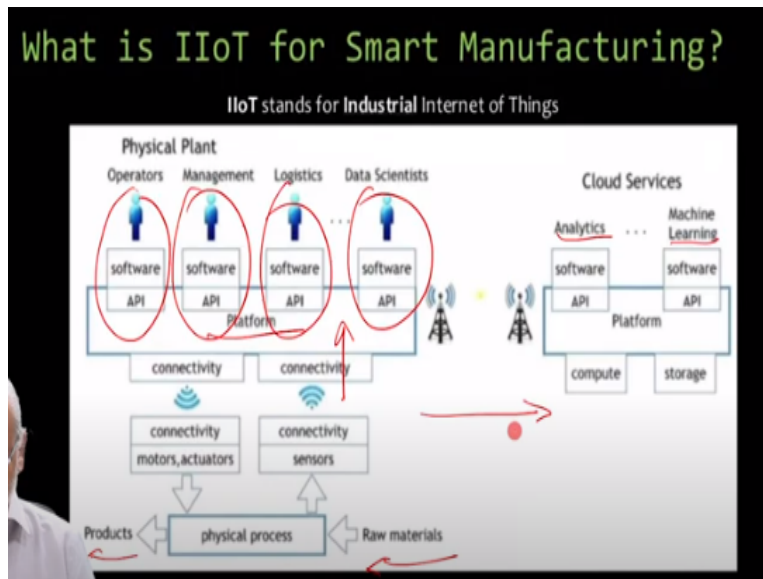 What is IIoT for Smart Manufacturing?
IIoT stands for Industrial Internet of Things
Physical Plant
Operators Management Logistics Data Scientists
software software software software
API API API API
Platform
connectivity connectivity
connectivity connectivity
motors,actuators sensors
Products physical process Raw materials
Cloud Services
Analytics ... Machine Learning
software software
API API
Platform
compute storage